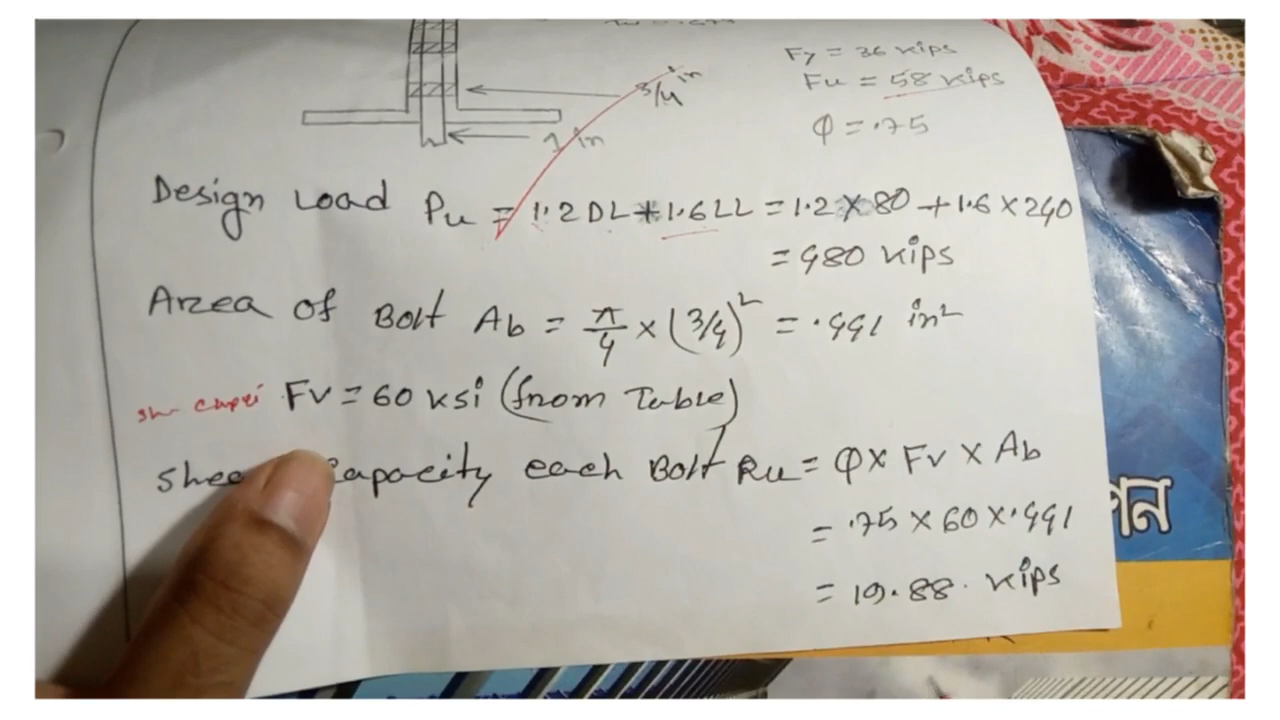 Fy = 36 kips
Fu = 58 kips
φ = .75
3/4 in
1 in
Design Load Pu = 1.2DL+1.6LL = 1.2 × 80 + 1.6 × 240
= 480 kips
Area of Bolt Ab = π/4 × (3/4)² = .441 in²
Fv = 60 ksi (from Table)
Capacity each Bolt Ru = φ × Fv × Ab
= .75 × 60 × .441
= 19.88. kips